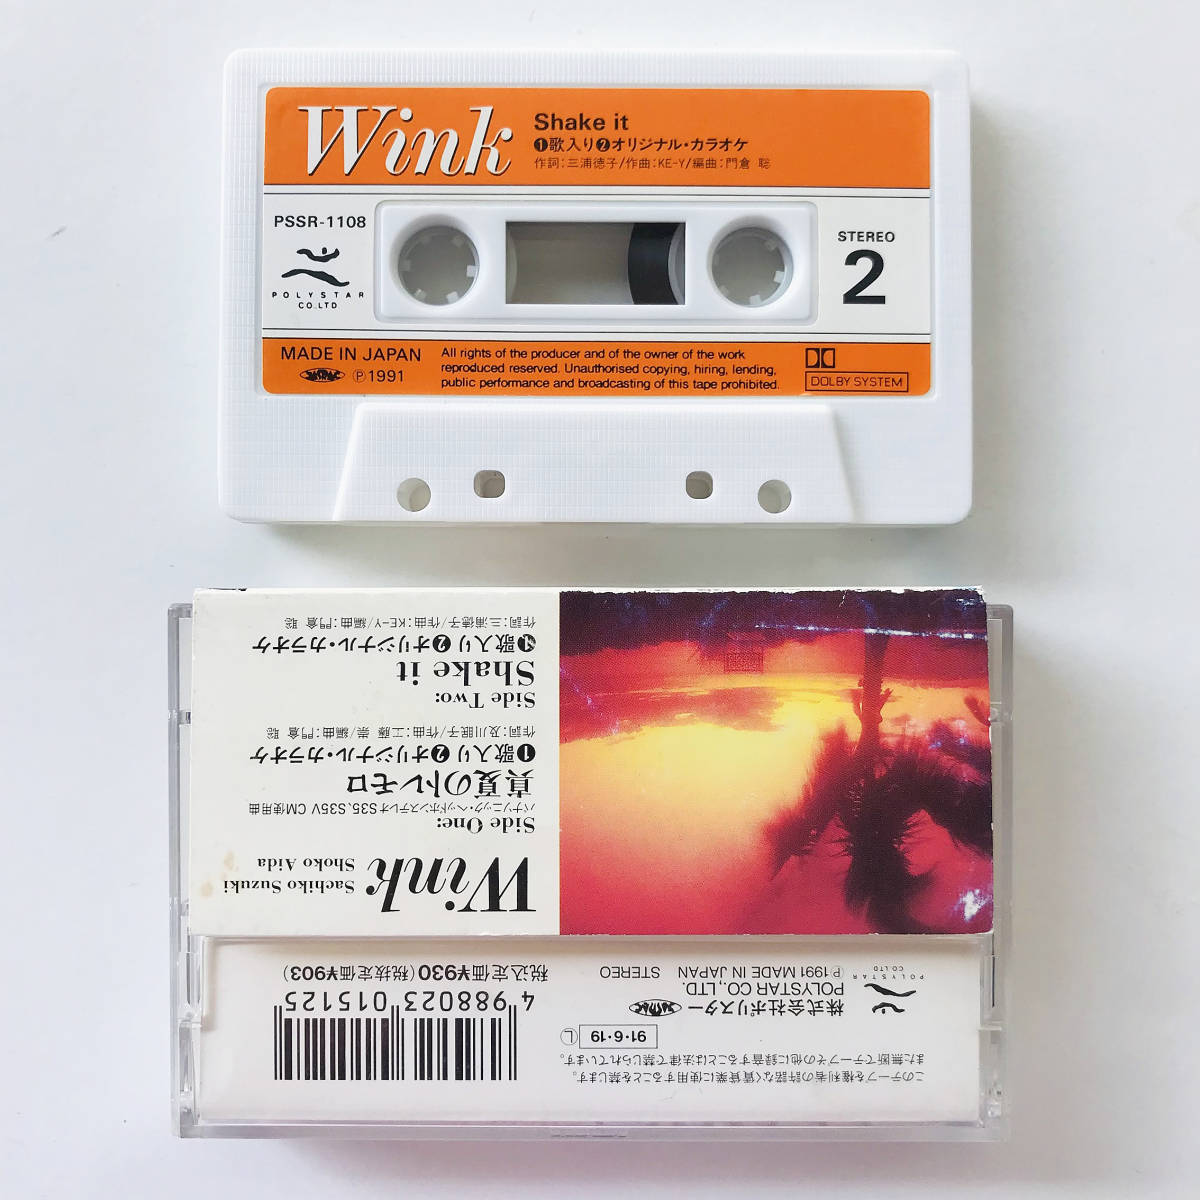 Wink
Shake it
❶歌入り❷オリジナル・カラオケ
作詞:三浦徳子/作曲:KE-Y/編曲:門倉 聡
PSSR-1108
POLYSTAR
CO.LTD
STEREO
2
MADE IN JAPAN
JASRAC Ⓟ1991
All rights of the producer and of the owner of the work
reproduced reserved. Unauthorised copying, hiring, lending,
public performance and broadcasting of this tape prohibited.
DOLBY SYSTEM
このテープを権利者の許諾なく賃貸業に使用することを禁じます。
また無断でテープその他に録音することは法律で禁じられています。
91・6・19 Ⓛ
株式会社ポリスター JASRAC
POLYSTAR CO.,LTD.
Ⓟ1991 MADE IN JAPAN STEREO
POLYSTAR
CO.LTD
4 988023 015125
税込定価¥930(税抜定価¥903)
Wink
Sachiko Suzuki
Shoko Aida
Side One:
パナソニック・ヘッドホンステレオS35、S35V CM使用曲
真夏のトレモロ
❶歌入り❷オリジナル・カラオケ
作詞:及川眠子/作曲:工藤 崇/編曲:門倉 聡
Side Two:
Shake it
❶歌入り❷オリジナル・カラオケ
作詞:三浦徳子/作曲:KE-Y/編曲:門倉 聡